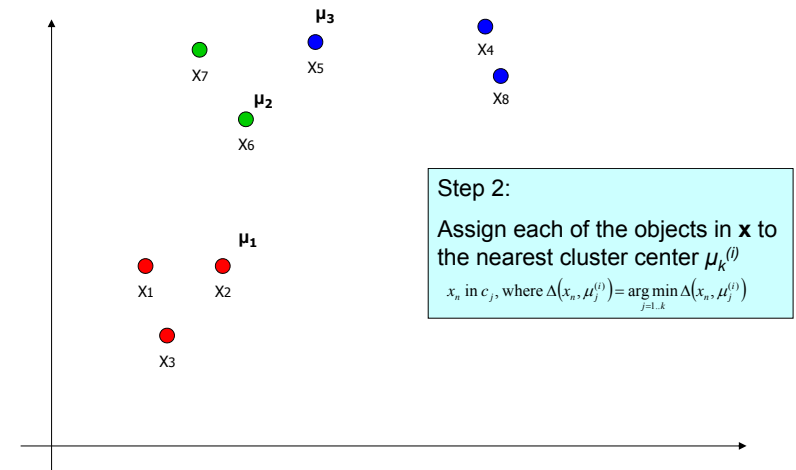 μ3
X7
X5
X4
X8
μ2
X6
μ1
X1
X2
X3
Step 2:
Assign each of the objects in x to
the nearest cluster center μk(i)
xn in cj, where Δ(xn, μj(i)) = arg min Δ(xn, μj(i))
j=1..k